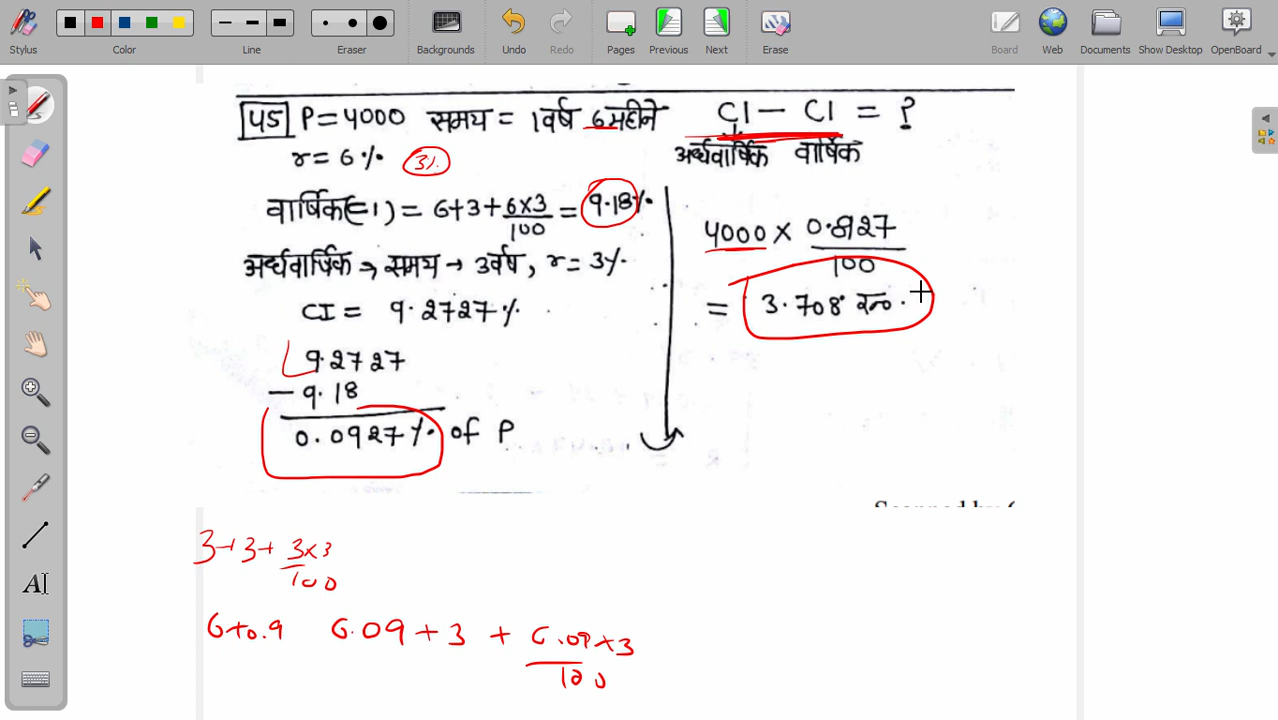 Stylus Color Line Eraser Backgrounds Undo Redo Pages Previous Next Erase Board Web Documents Show Desktop OpenBoard
45 P=4000 समय = 1वर्ष 6महीने CI — CI = ?
r = 6 % 3%. अर्धवार्षिक वार्षिक
वार्षिक(=1) = 6+3+6×3/100 = 9.18%
अर्धवार्षिक ⇒ समय → 3वर्ष, r = 3%
CI = 9.2727 %
9.2727
— 9.18
0.0927 % of P
4000 × 0.0927
100
= 3.708
3+3+ 3×3
100
6+0.9 6.09+3 + 6.09×3
100